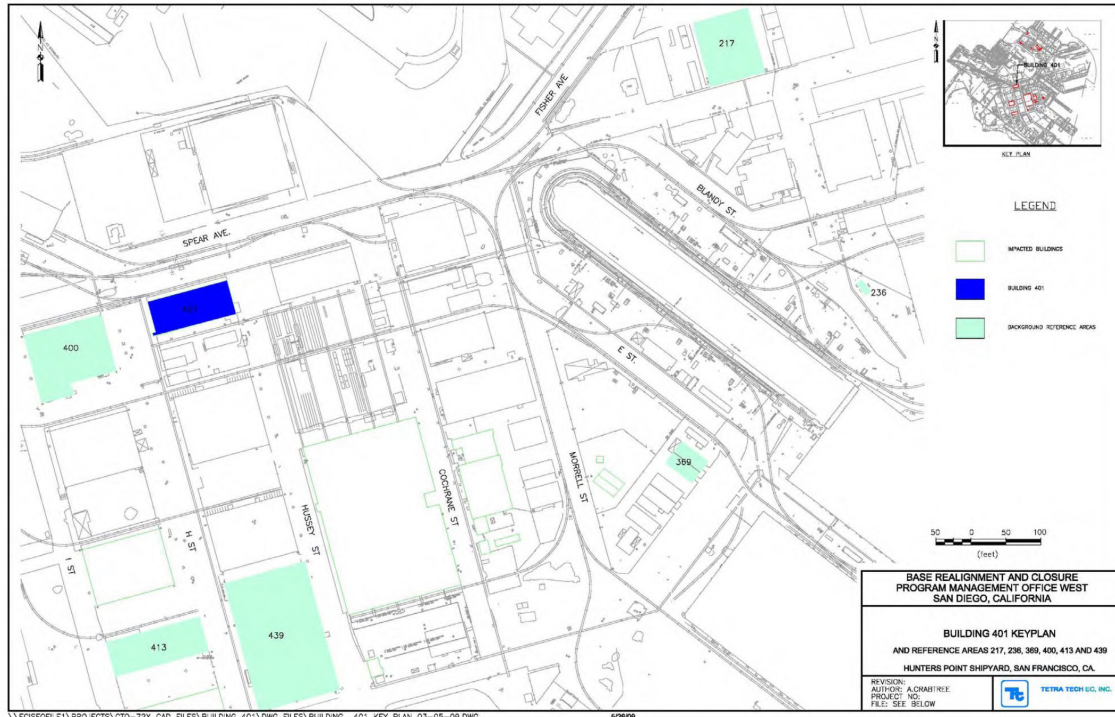 217
FISHER AVE
BUILDING 401
KEY PLAN
BLANDY ST.
LEGEND
SPEAR AVE.
IMPACTED BUILDINGS
236
BUILDING 401
401
400
BACKGROUND REFERENCE AREAS
E ST.
369
MORRELL ST
COCHRANE ST
HUSSEY ST
H ST
I ST
50 0 50 100
(feet)
413
439
BASE REALIGNMENT AND CLOSURE
PROGRAM MANAGEMENT OFFICE WEST
SAN DIEGO, CALIFORNIA
BUILDING 401 KEYPLAN
AND REFERENCE AREAS 217, 236, 369, 400, 413 AND 439
HUNTERS POINT SHIPYARD, SAN FRANCISCO, CA.
REVISION:
AUTHOR: A.CRABTREE
PROJECT NO:
FILE: SEE BELOW
TETRA TECH EC, INC.